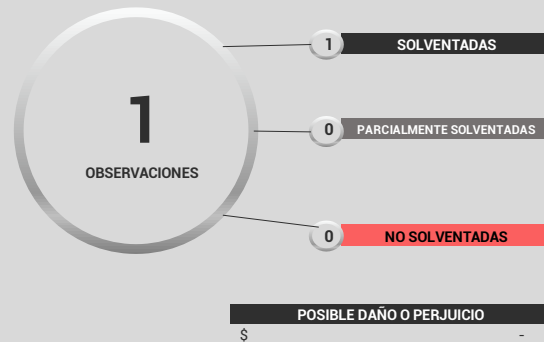 1
OBSERVACIONES
1 SOLVENTADAS
0 PARCIALMENTE SOLVENTADAS
0 NO SOLVENTADAS
POSIBLE DAÑO O PERJUICIO
$ -